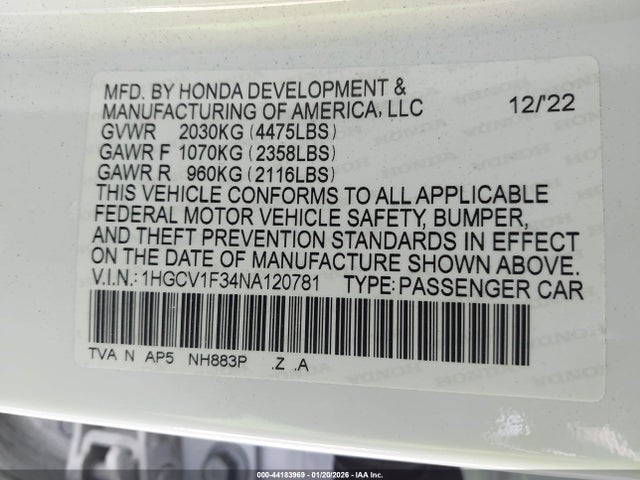 MFD. BY HONDA DEVELOPMENT &
MANUFACTURING OF AMERICA, LLC 12/'22
GVWR 2030KG (4475LBS)
GAWR F 1070KG (2358LBS)
GAWR R 960KG (2116LBS)
THIS VEHICLE CONFORMS TO ALL APPLICABLE
FEDERAL MOTOR VEHICLE SAFETY, BUMPER,
AND THEFT PREVENTION STANDARDS IN EFFECT
ON THE DATE OF MANUFACTURE SHOWN ABOVE.
V.I.N.: 1HGCV1F34NA120781 TYPE: PASSENGER CAR
TVA N AP5 NH883P .Z .A
000-44183969 - 01/20/2026 - IAA Inc.